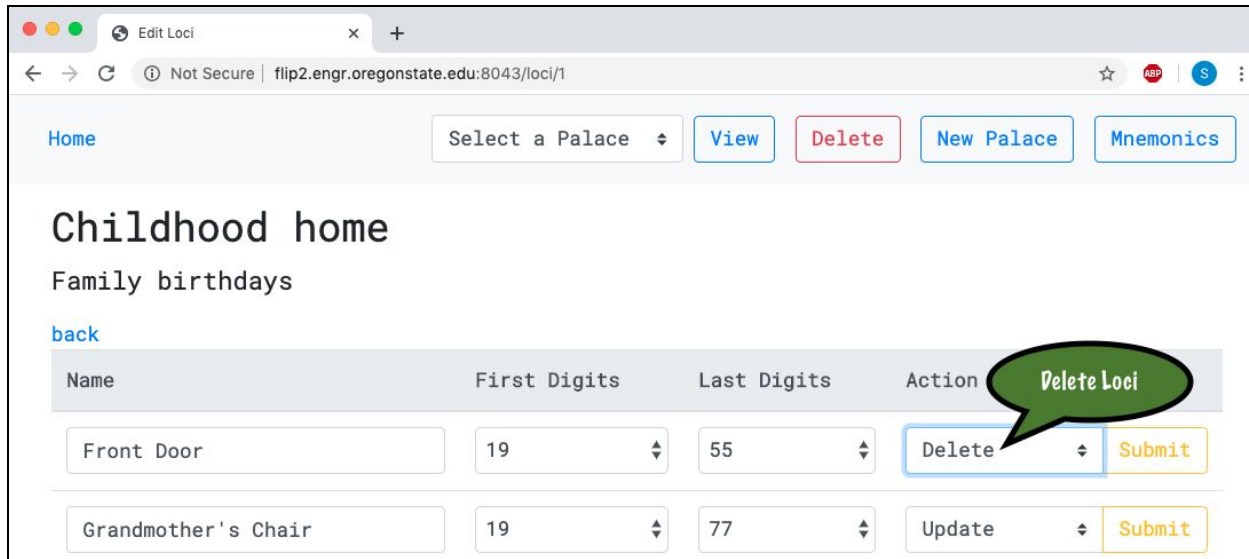 Edit Loci
Not Secure | flip2.engr.oregonstate.edu:8043/loci/1
ABP
S
Home Select a Palace View Delete New Palace Mnemonics
Childhood home
Family birthdays
back
Name First Digits Last Digits Action Delete Loci
Front Door 19 55 Delete Submit
Grandmother's Chair 19 77 Update Submit